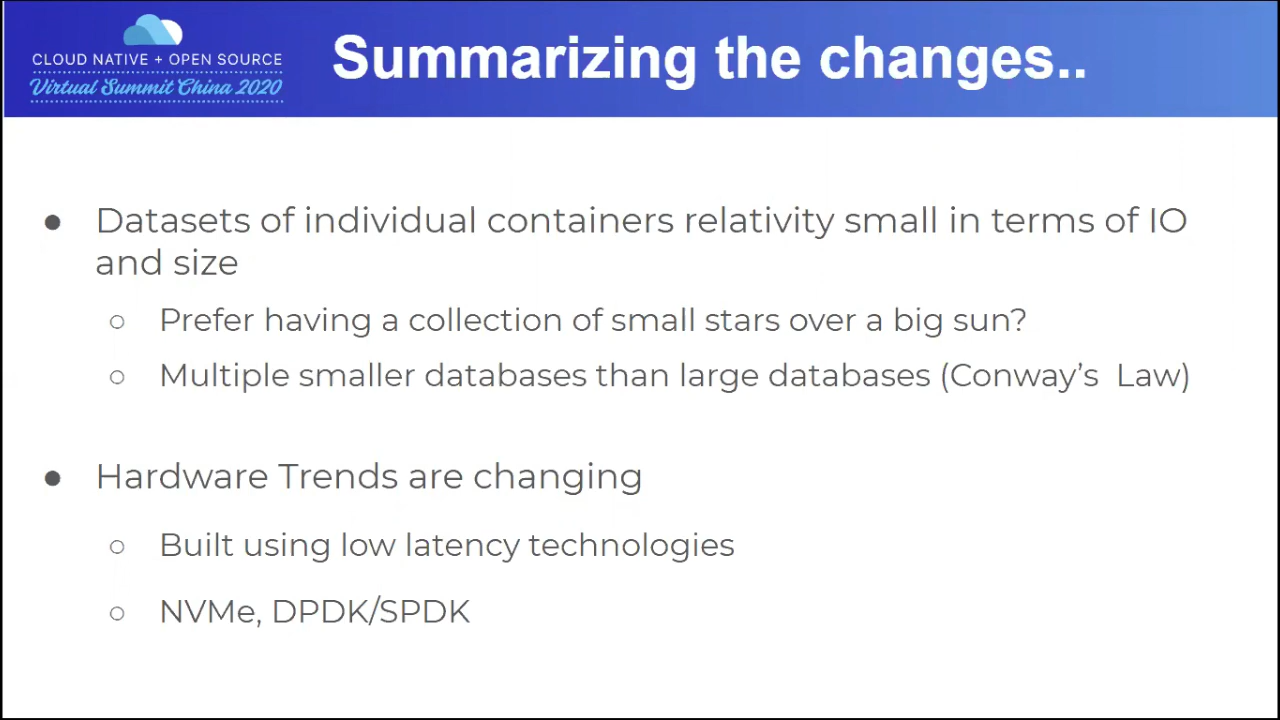 CLOUD NATIVE + OPEN SOURCE
Virtual Summit China 2020
Summarizing the changes..
● Datasets of individual containers relativity small in terms of IO
and size
○ Prefer having a collection of small stars over a big sun?
○ Multiple smaller databases than large databases (Conway’s  Law)
● Hardware Trends are changing
○ Built using low latency technologies
○ NVMe, DPDK/SPDK